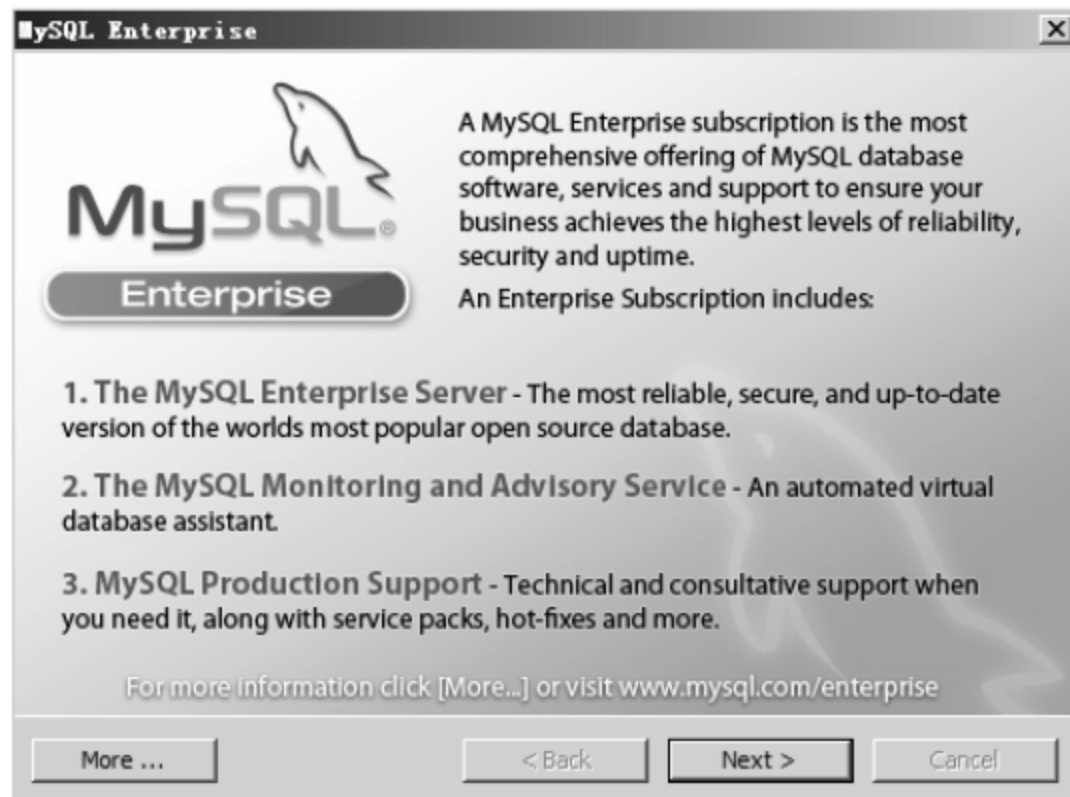 MySQL Enterprise
MySQL®
Enterprise
A MySQL Enterprise subscription is the most
comprehensive offering of MySQL database
software, services and support to ensure your
business achieves the highest levels of reliability,
security and uptime.
An Enterprise Subscription includes:
1. The MySQL Enterprise Server - The most reliable, secure, and up-to-date
version of the worlds most popular open source database.
2. The MySQL Monitoring and Advisory Service - An automated virtual
database assistant.
3. MySQL Production Support - Technical and consultative support when
you need it, along with service packs, hot-fixes and more.
For more information click [More...] or visit www.mysql.com/enterprise
More ...
< Back
Next >
Cancel